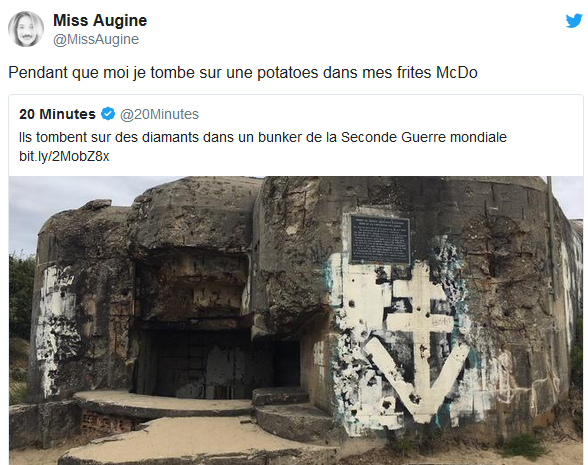 Miss Augine
@MissAugine
Pendant que moi je tombe sur une potatoes dans mes frites McDo
20 Minutes @20Minutes
Ils tombent sur des diamants dans un bunker de la Seconde Guerre mondiale
bit.ly/2MobZ8x